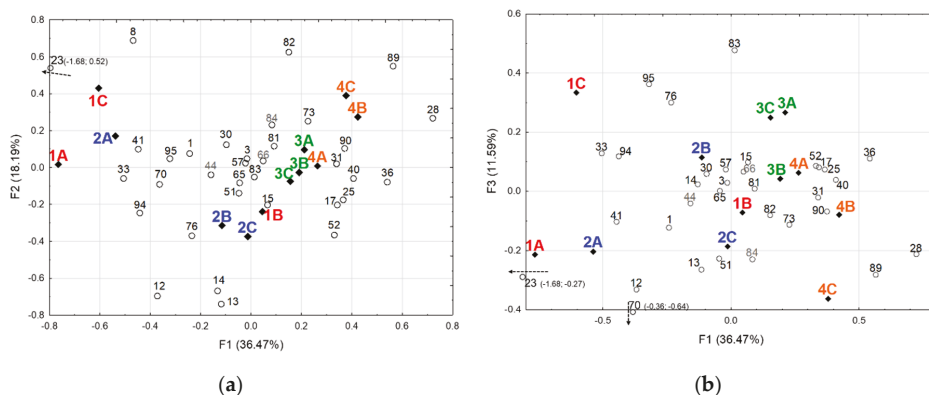 0.8
0.6
0.4
0.2
0.0
-0.2
-0.4
-0.6
-0.8
F2 (18.19%)
8 82 89
23 (-1.68; 0.52)
1C 4C
4B 28
2A 84 73
41 1 30 81 3A 90
95 3 66
1A 57 3B 4A 31
33 44 65 83 3C 40 36
70 51 25
94 15 17
1B
2B 2C 52
76
14
12 13
-0.8 -0.6 -0.4 -0.2 0.0 0.2 0.4 0.6 0.8
F1 (36.47%)
(a)
0.6
0.4
0.2
0.0
-0.2
-0.4
F3 (11.59%)
83
95
1C 76 3C 3A
33 94 2B 52 17 36
57 66 4A
30 3B 25
14 3 40
44 65 81 31
41 1B 82 90 4B
1 73
2A 2C
1A 84 28
13 51 89
23 (-1.68; -0.27)
12 4C
70 (-0.36; -0.64)
-0.5 0.0 0.5
F1 (36.47%)
(b)